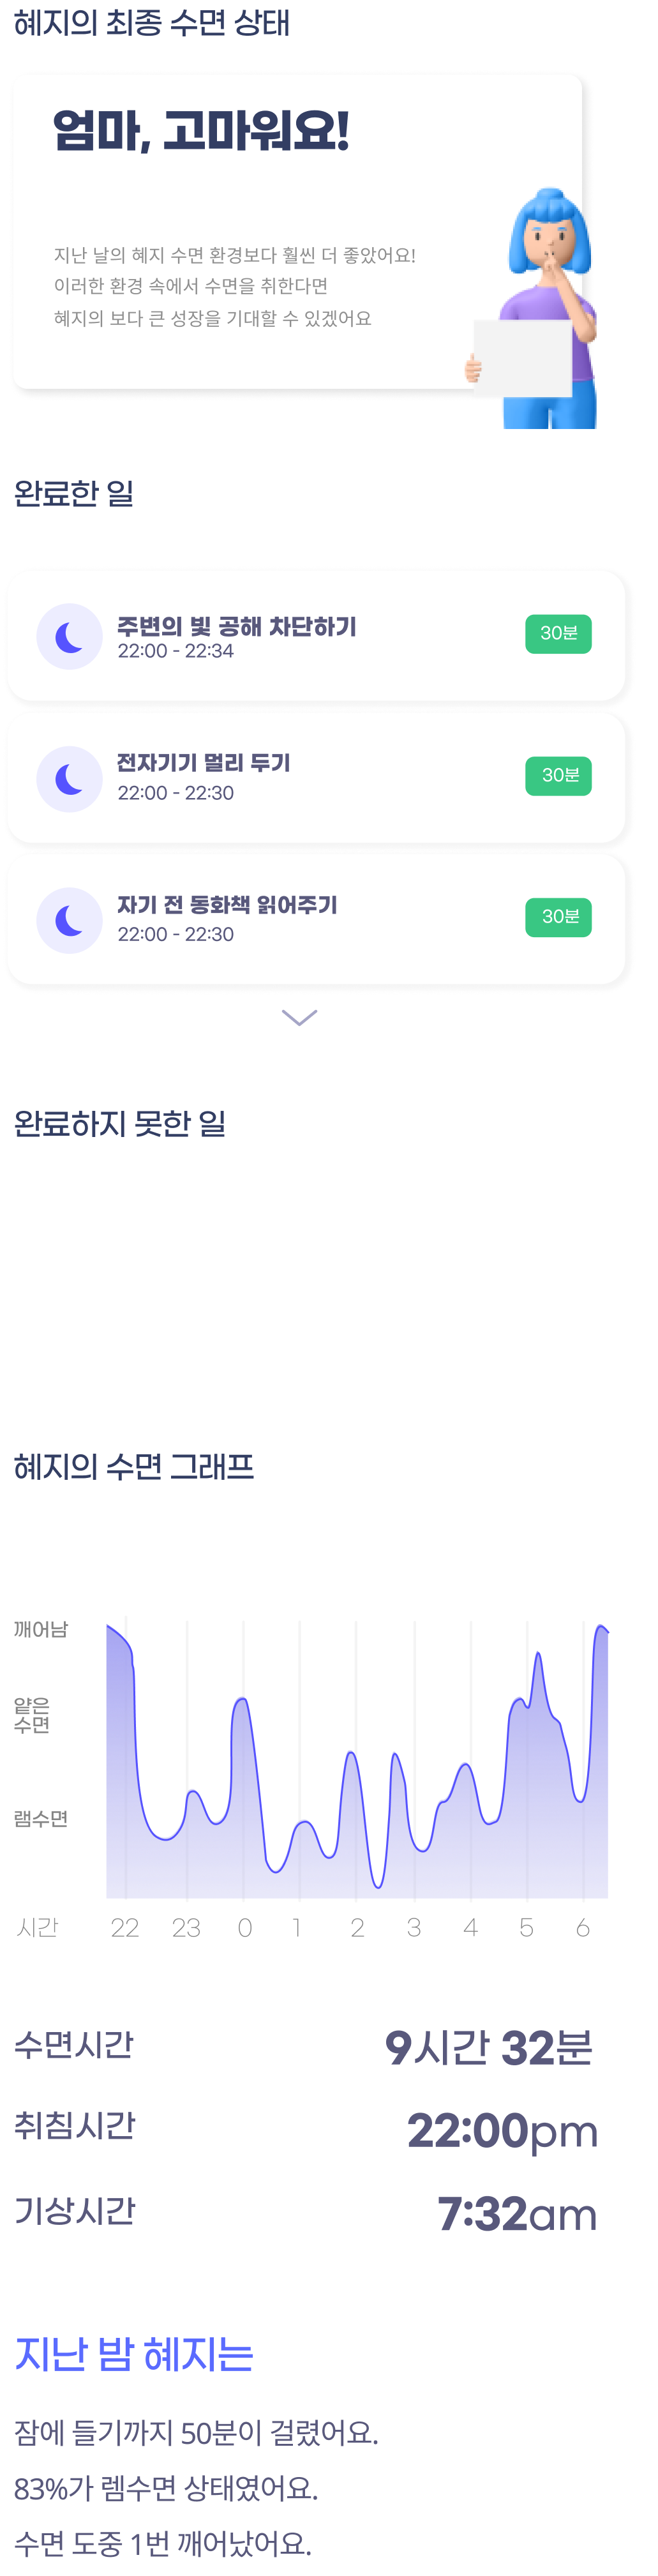 혜지의 최종 수면 상태
엄마, 고마워요!
지난 날의 혜지 수면 환경보다 훨씬 더 좋았어요!
이러한 환경 속에서 수면을 취한다면
혜지의 보다 큰 성장을 기대할 수 있겠어요
완료한 일
주변의 빛 공해 차단하기
30분
22:00 - 22:34
전자기기 멀리 두기
30분
22:00 - 22:30
자기 전 동화책 읽어주기
30분
22:00 - 22:30
완료하지 못한 일
혜지의 수면 그래프
깨어남
얕은
수면
램수면
시간 22 23 0 1 2 3 4 5 6
수면시간 9시간 32분
취침시간 22:00pm
기상시간 7:32am
지난 밤 혜지는
잠에 들기까지 50분이 걸렸어요.
83%가 렘수면 상태였어요.
수면 도중 1번 깨어났어요.